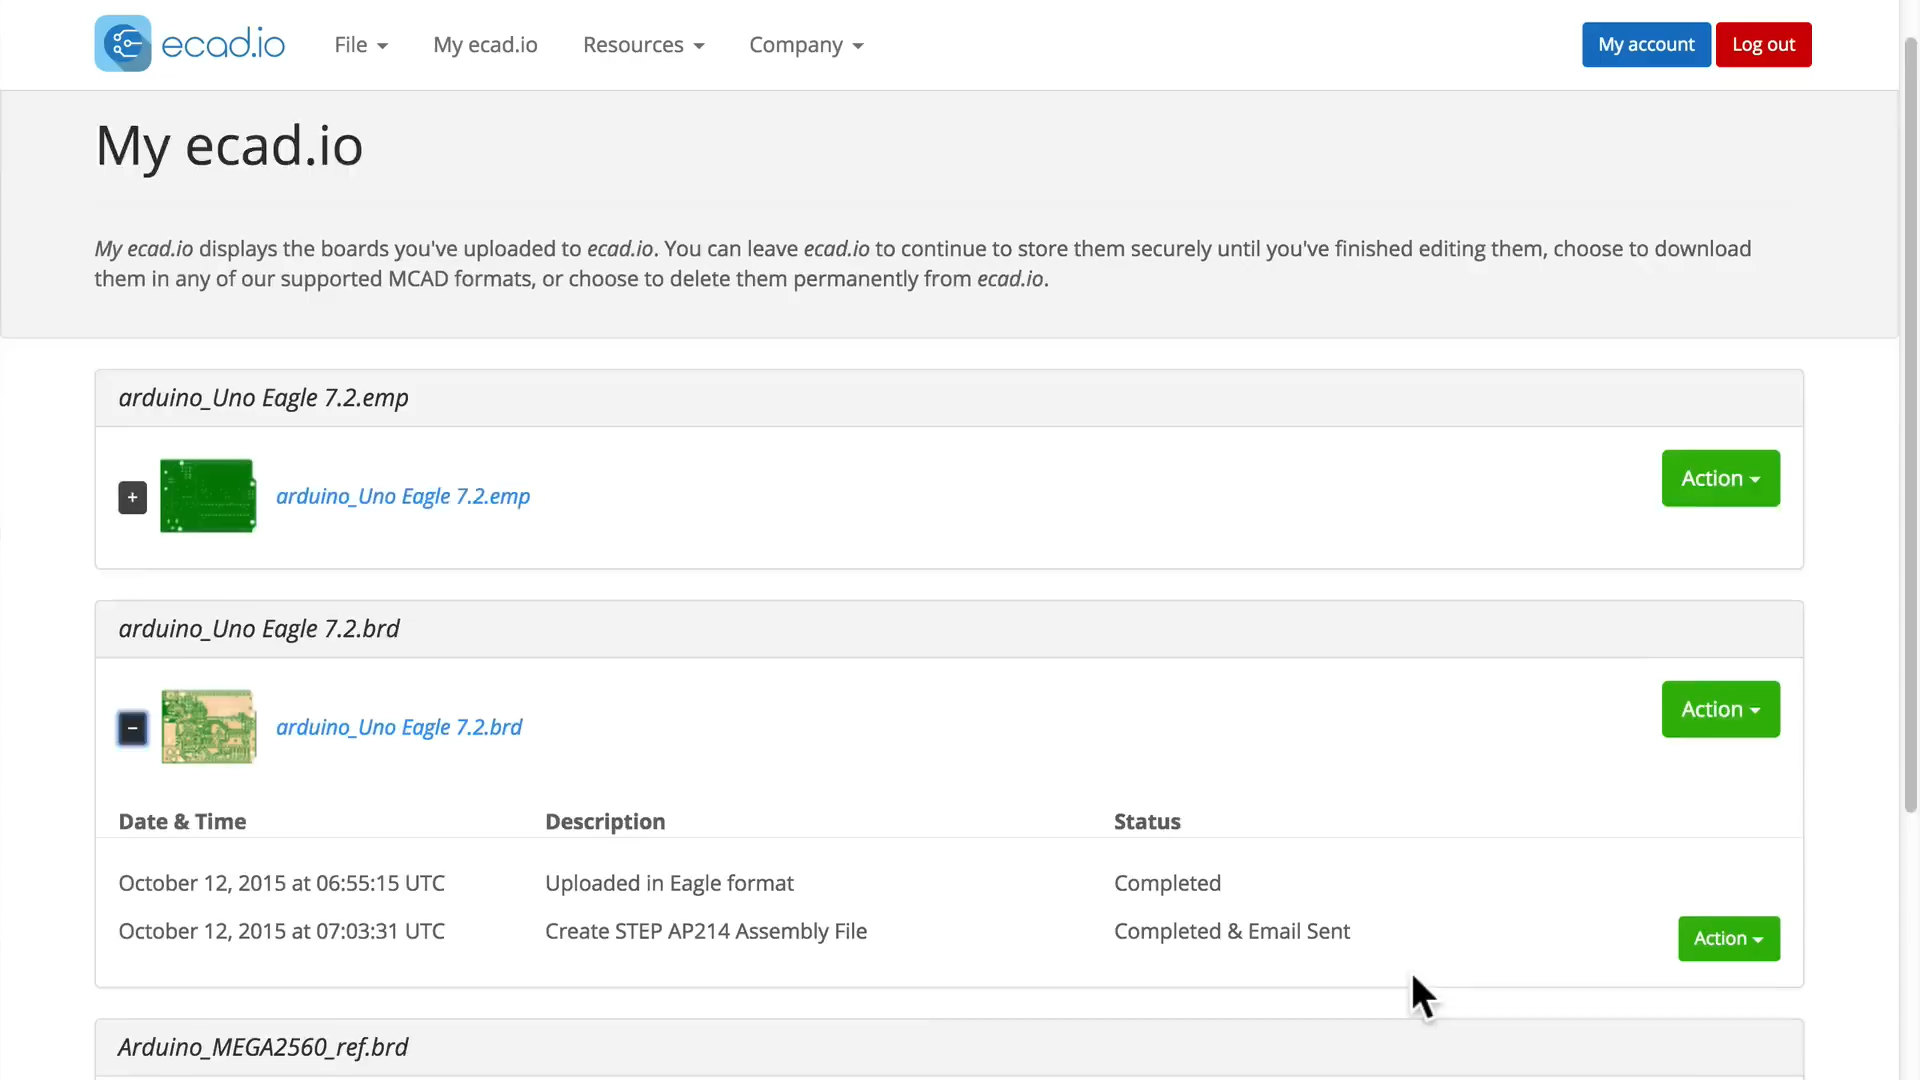 ecad.io File My ecad.io Resources Company My account Log out
My ecad.io
My ecad.io displays the boards you've uploaded to ecad.io. You can leave ecad.io to continue to store them securely until you've finished editing them, choose to download
them in any of our supported MCAD formats, or choose to delete them permanently from ecad.io.
arduino_Uno Eagle 7.2.emp
+ arduino_Uno Eagle 7.2.emp Action
arduino_Uno Eagle 7.2.brd
- arduino_Uno Eagle 7.2.brd Action
Date & Time Description Status
October 12, 2015 at 06:55:15 UTC Uploaded in Eagle format Completed
October 12, 2015 at 07:03:31 UTC Create STEP AP214 Assembly File Completed & Email Sent Action
Arduino_MEGA2560_ref.brd